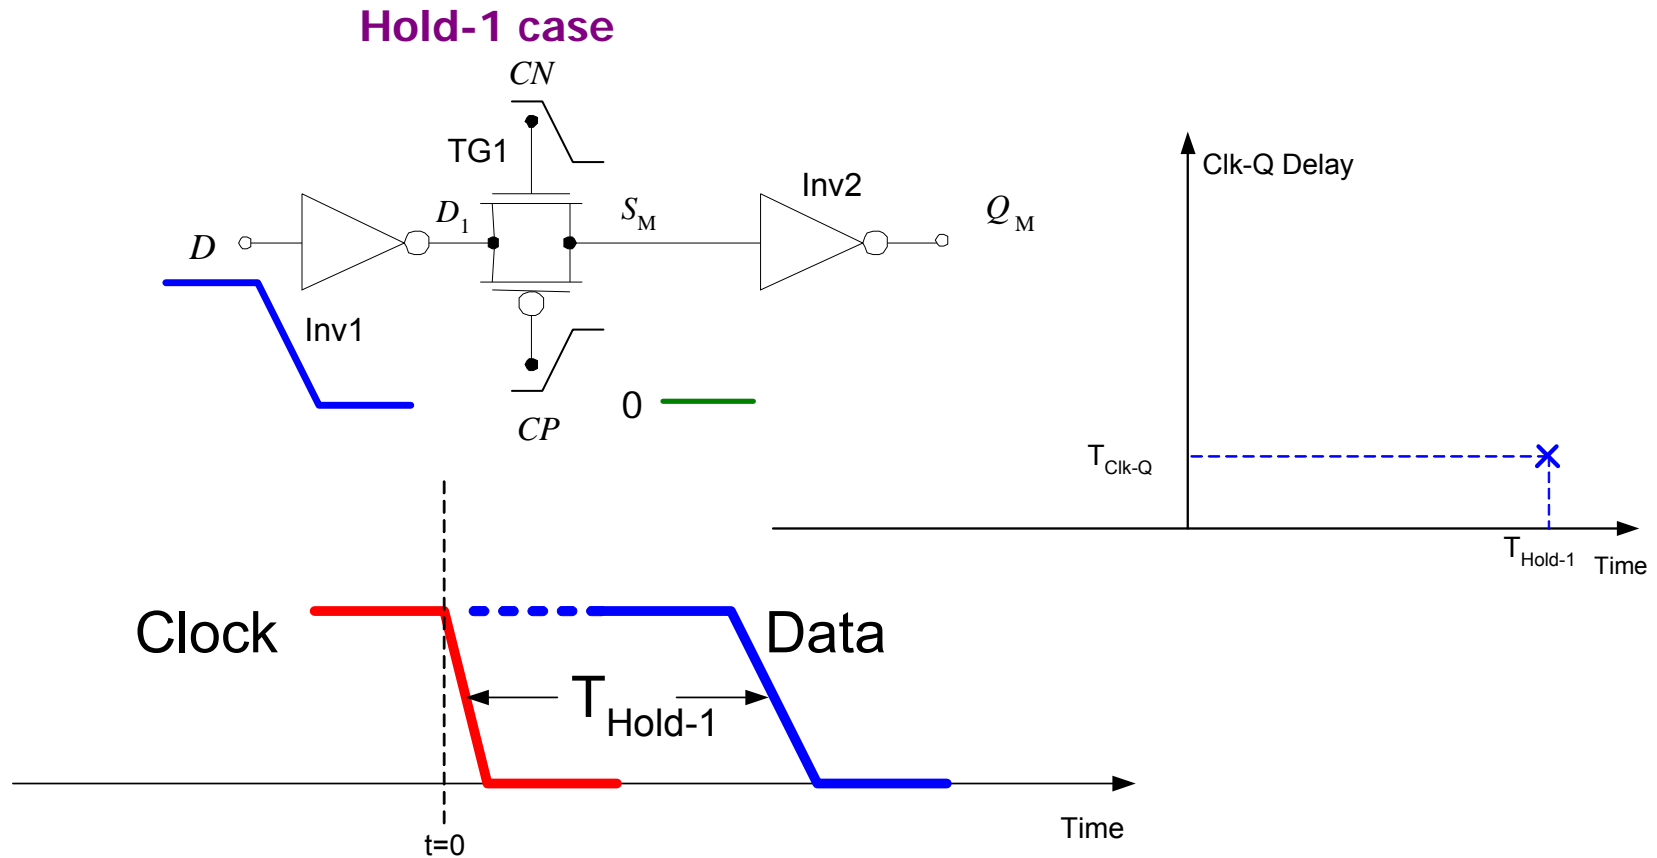 Hold-1 case
CN
TG1
Clk-Q Delay
Inv2
D
D1
SM
QM
Inv1
0
CP
TClk-Q
THold-1
Time
Clock
Data
THold-1
Time
t=0